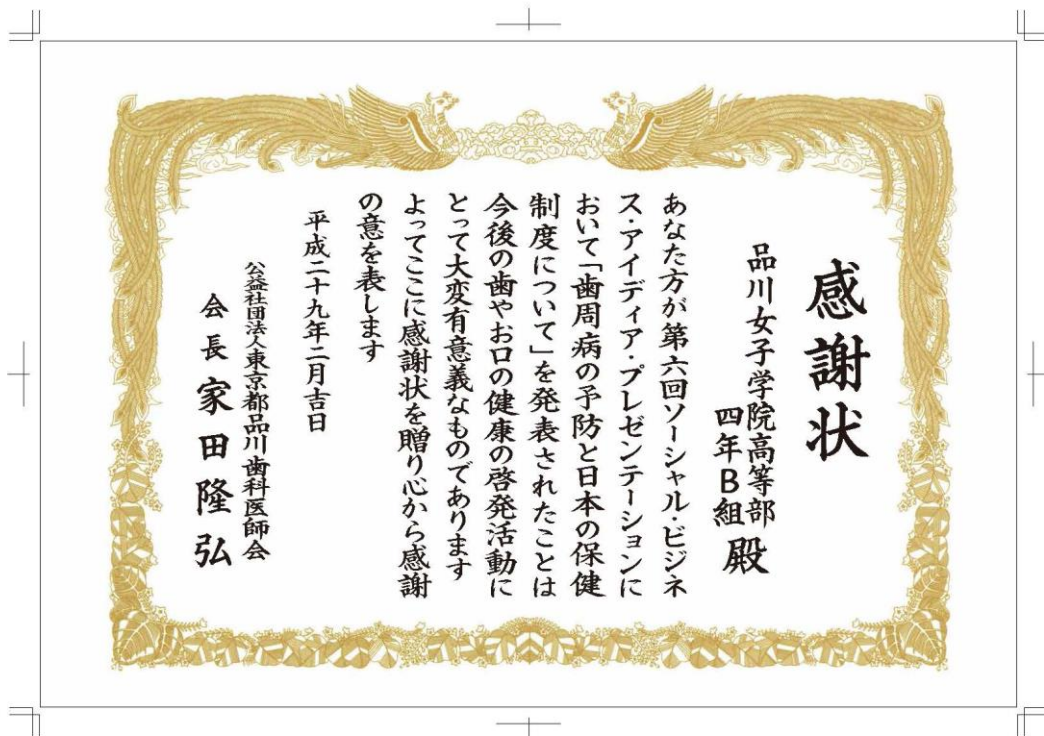 感謝状
品川女子学院高等部
四年B組 殿
あなた方が第六回ソーシャル・ビジネ
ス・アイディア・プレゼンテーションに
おいて「歯周病の予防と日本の保健
制度について」を発表されたことは
今後の歯やお口の健康の啓発活動に
とって大変有意義なものであります
よってここに感謝状を贈り心から感謝
の意を表します
平成二十九年二月吉日
公益社団法人東京都品川歯科医師会
会長 家田隆弘